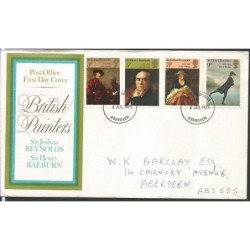 Post Office
First Day Cover
British
Painters
Sir Joshua
REYNOLDS
Sir Henry
RAEBURN
ABERDEEN
ABERDEEN
W. K BARCLAY ESQ.,
14 CAIRNCRY AVENUE,
ABERDEEN
AB2 5DS